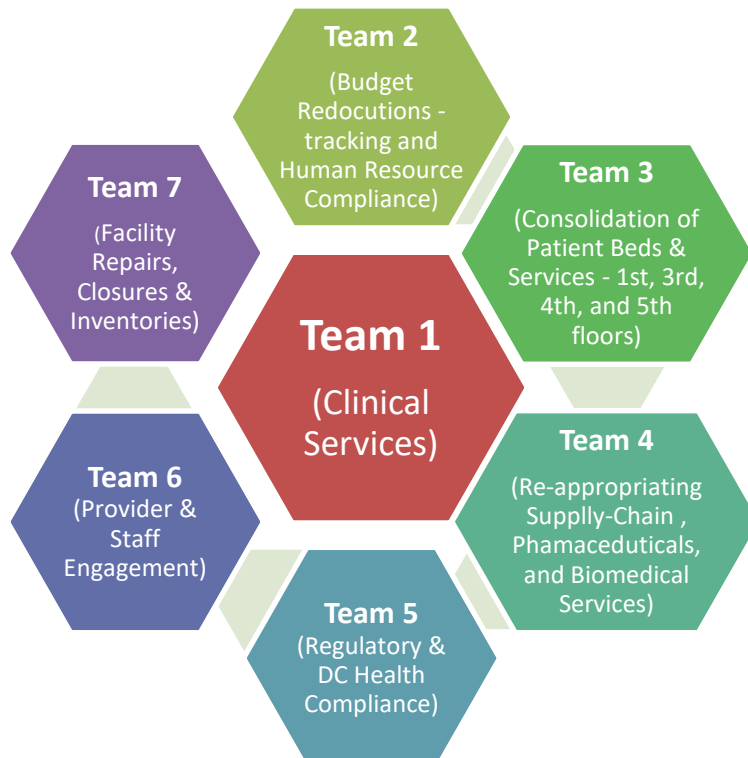 Team 1
(Clinical
Services)
Team 2
(Budget
Redocutions -
tracking and
Human Resource
Compliance)
Team 3
(Consolidation of
Patient Beds &
Services - 1st, 3rd,
4th, and 5th
floors)
Team 4
(Re-appropriating
Supplly-Chain ,
Phamaceduticals,
and Biomedical
Services)
Team 5
(Regulatory &
DC Health
Compliance)
Team 6
(Provider &
Staff
Engagement)
Team 7
(Facility
Repairs,
Closures &
Inventories)